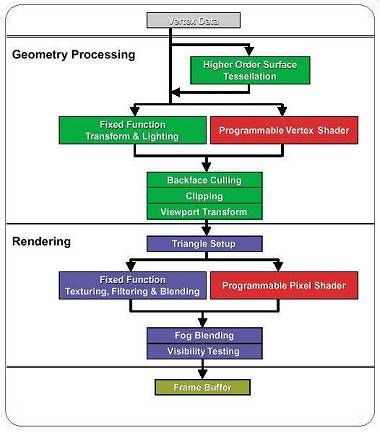 Vertex Data
Geometry Processing
Higher Order Surface
Tessellation
Fixed Function
Transform & Lighting
Programmable Vertex Shader
Backface Culling
Clipping
Viewport Transform
Rendering
Triangle Setup
Fixed Function
Texturing, Filtering & Blending
Programmable Pixel Shader
Fog Blending
Visibility Testing
Frame Buffer